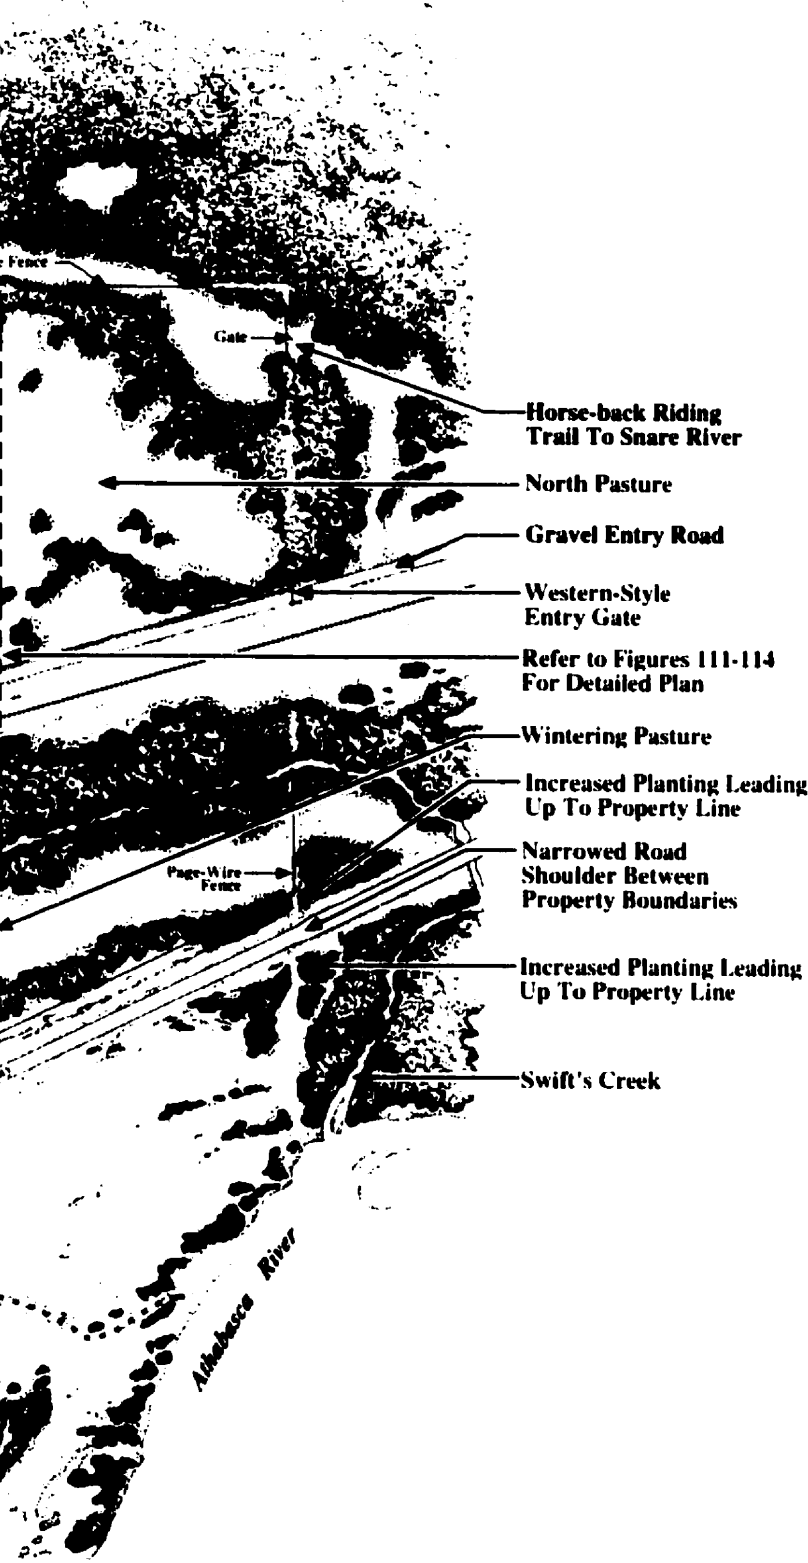 Fence
Gate
Horse-back Riding
Trail To Snare River
North Pasture
Gravel Entry Road
Western-Style
Entry Gate
Refer to Figures 111-114
For Detailed Plan
Wintering Pasture
Increased Planting Leading
Up To Property Line
Narrowed Road
Shoulder Between
Property Boundaries
Page-Wire
Fence
Increased Planting Leading
Up To Property Line
Swift's Creek
Athabasca River